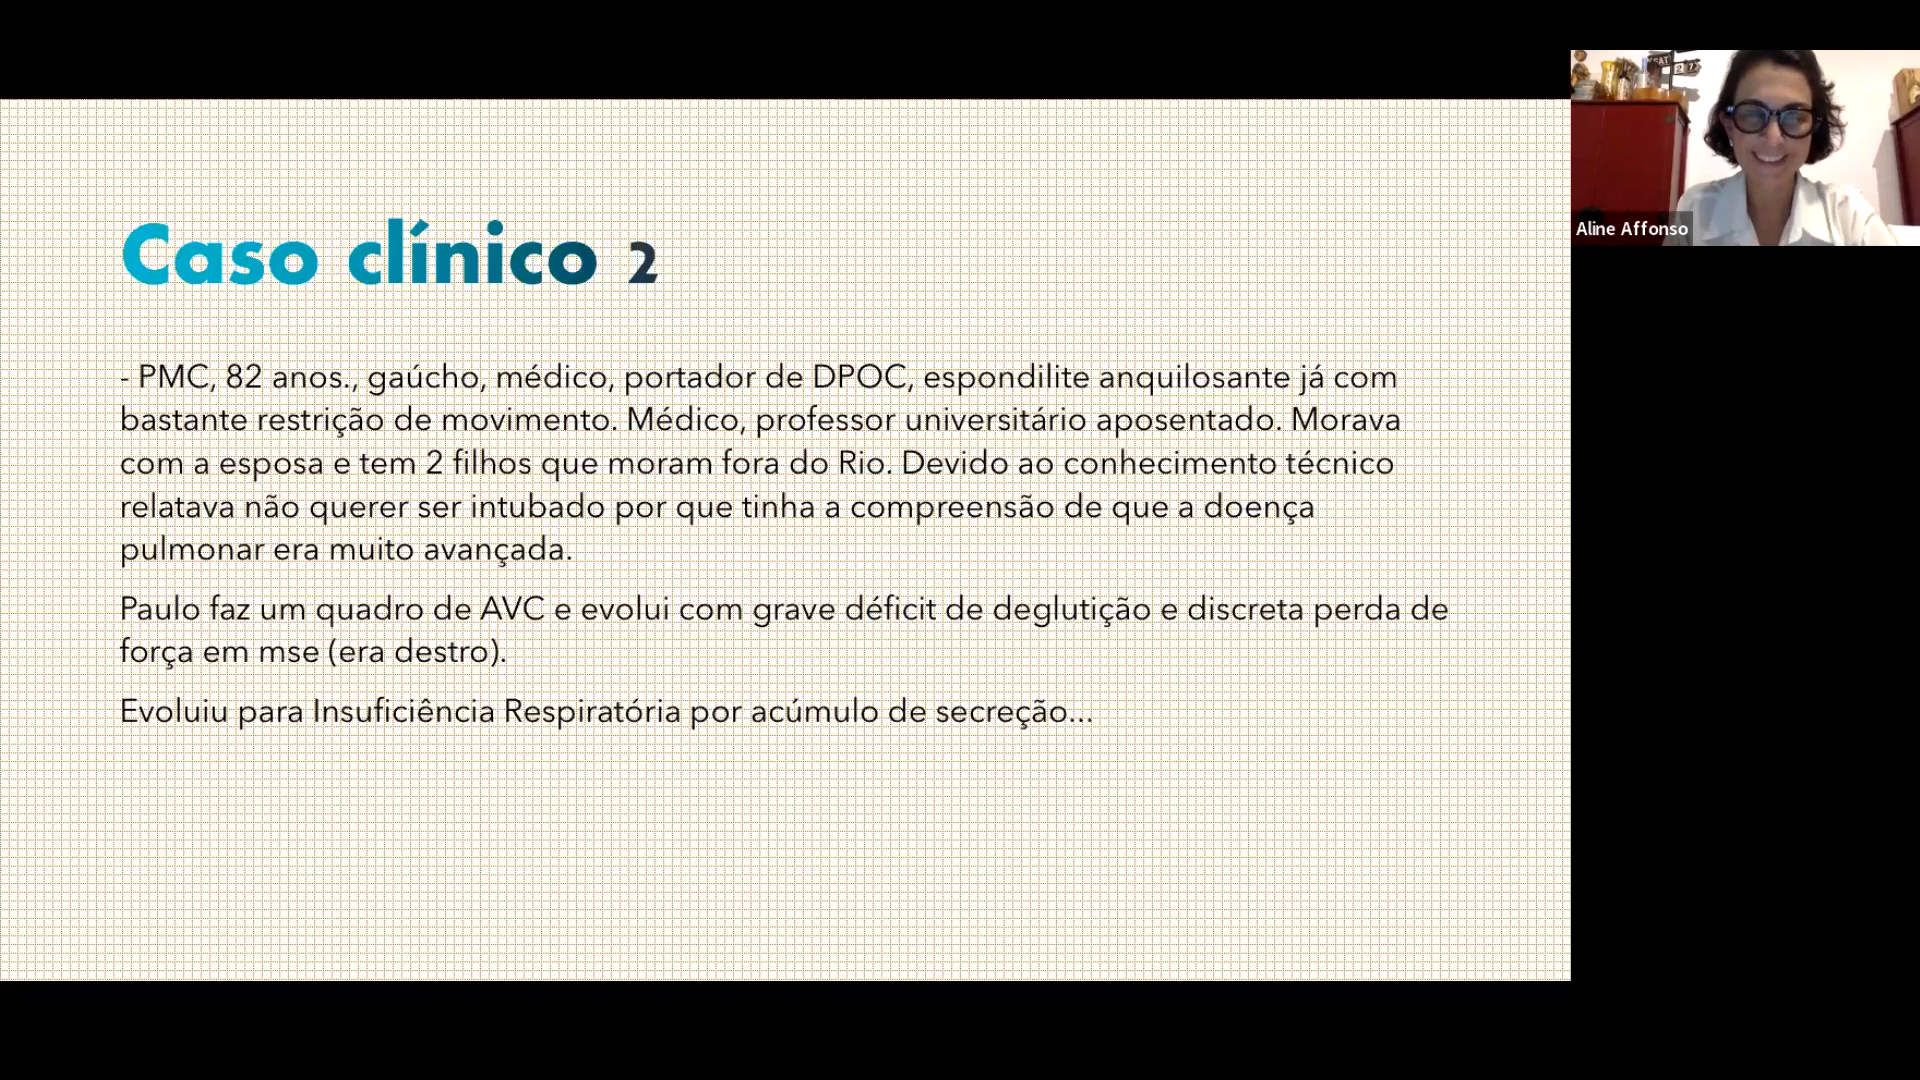 Caso clínico 2
- PMC, 82 anos., gaúcho, médico, portador de DPOC, espondilite anquilosante já com
bastante restrição de movimento. Médico, professor universitário aposentado. Morava
com a esposa e tem 2 filhos que moram fora do Rio. Devido ao conhecimento técnico
relatava não querer ser intubado por que tinha a compreensão de que a doença
pulmonar era muito avançada.
Paulo faz um quadro de AVC e evolui com grave déficit de deglutição e discreta perda de
força em mse (era destro).
Evoluiu para Insuficiência Respiratória por acúmulo de secreção...
Aline Affonso